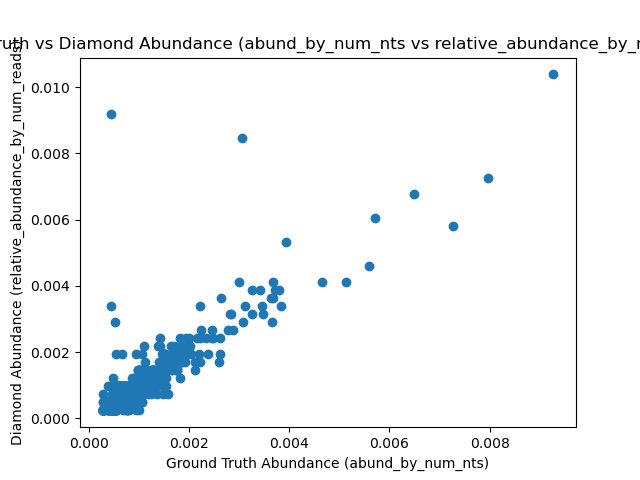 ruth vs Diamond Abundance (abund_by_num_nts vs relative_abundance_by_n
Diamond Abundance (relative_abundance_by_num_reads)
0.010
0.008
0.006
0.004
0.002
0.000
0.000 0.002 0.004 0.006 0.008
Ground Truth Abundance (abund_by_num_nts)